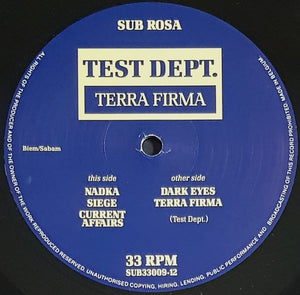 SUB ROSA
TEST DEPT.
TERRA FIRMA
Biem/Sabam
this side
NADKA
SIEGE
CURRENT
AFFAIRS
other side
DARK EYES
TERRA FIRMA
(Test Dept.)
33 RPM
SUB33009-12
ALL RIGHTS OF THE PRODUCER AND OF THE OWNER OF THE WORK REPRODUCED RESERVED. UNAUTHORISED COPYING, HIRING, LENDING, PUBLIC PERFORMANCE AND BROADCASTING OF THIS RECORD PROHIBITED. MADE IN BELGIUM